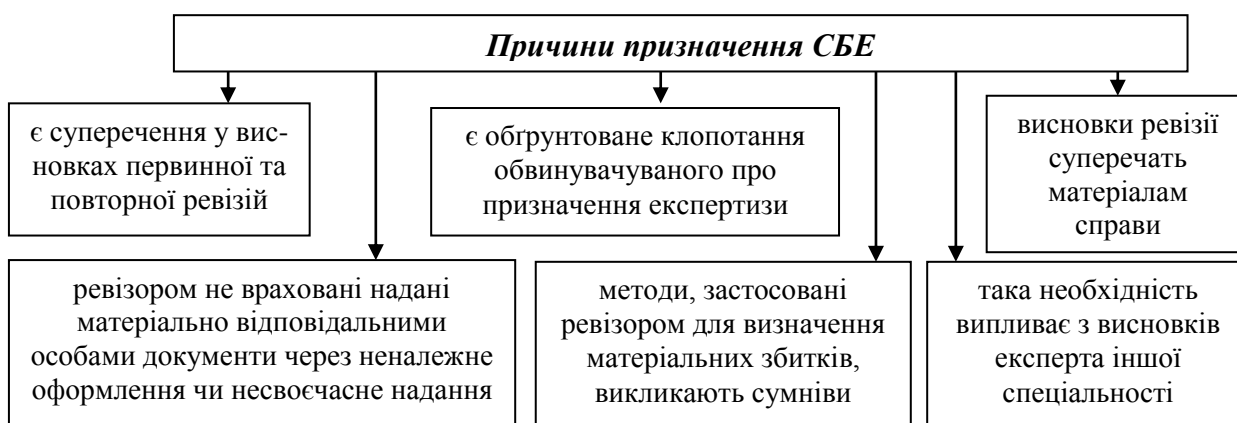 Причини призначення СБЕ
є суперечення у вис-
новках первинної та
повторної ревізій
є обґрунтоване клопотання
обвинувачуваного про
призначення експертизи
висновки ревізії
суперечать
матеріалам
справи
ревізором не враховані надані
матеріально відповідальними
особами документи через неналежне
оформлення чи несвоєчасне надання
методи, застосовані
ревізором для визначення
матеріальних збитків,
викликають сумніви
така необхідність
випливає з висновків
експерта іншої
спеціальності